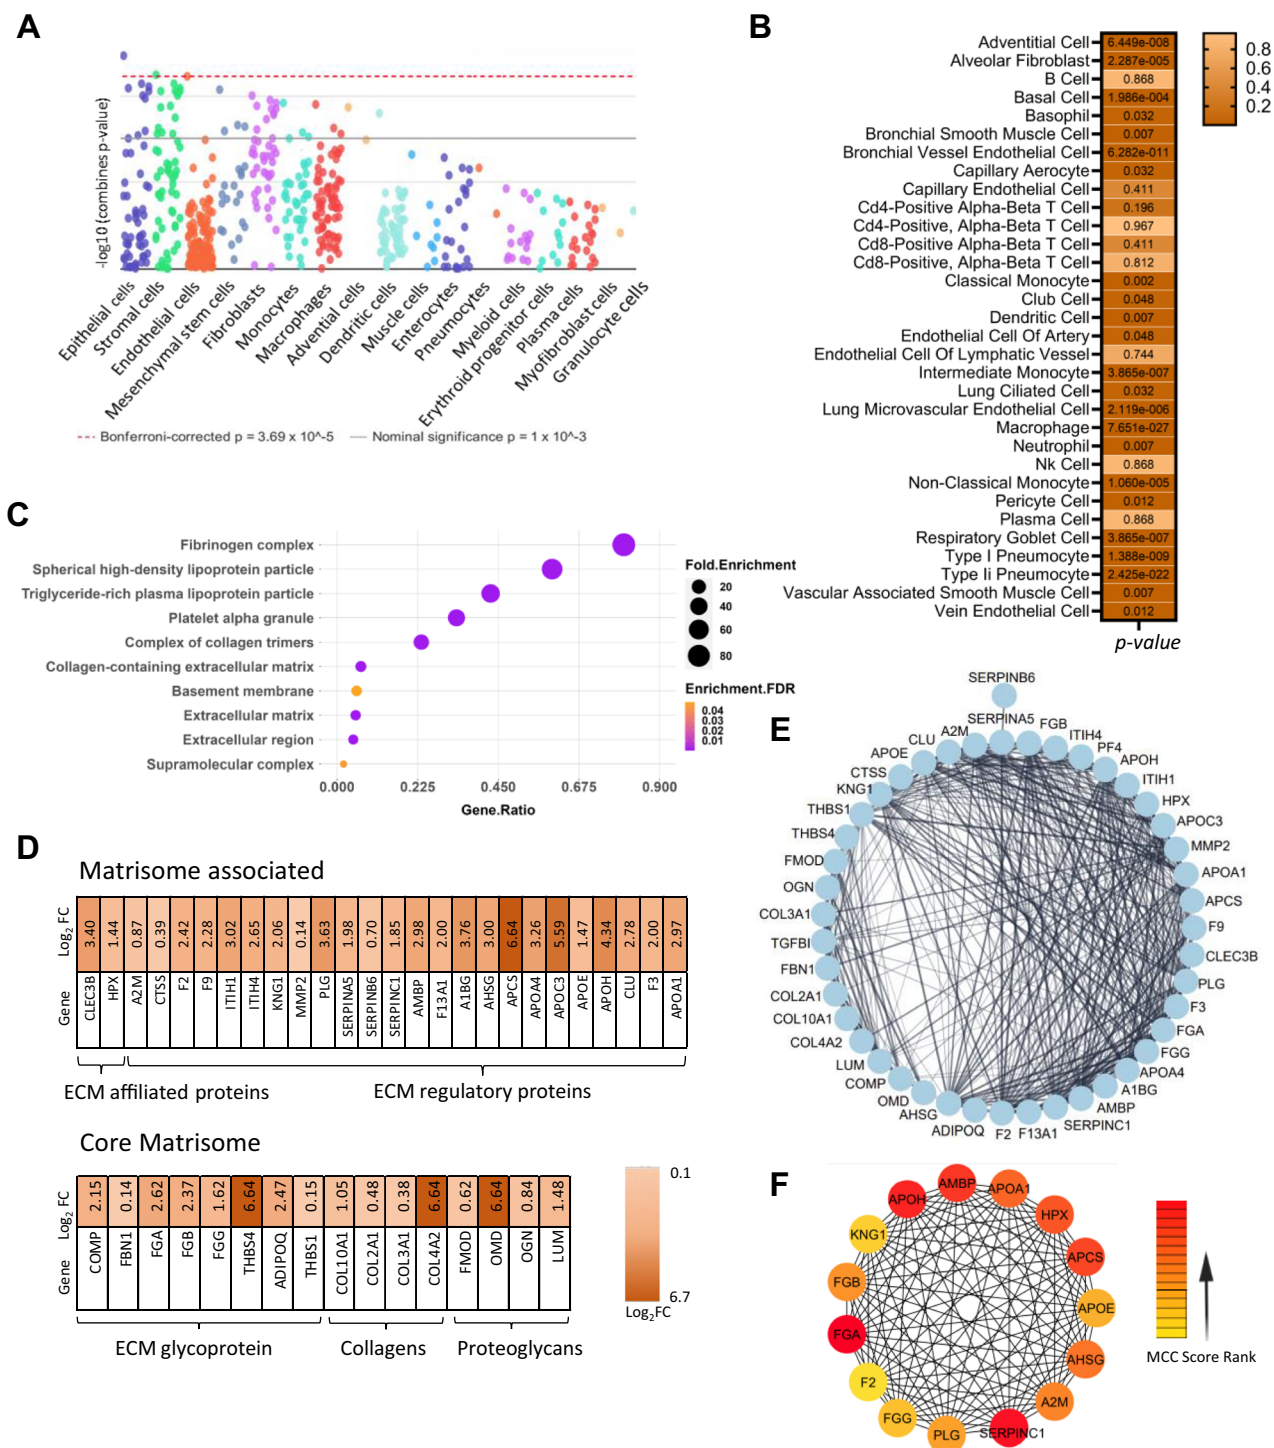 A
-log10 (combines p-value)
Epithelial cells
Stromal cells
Endothelial cells
Mesenchymal stem cells
Fibroblasts
Monocytes
Macrophages
Advential cells
Dendritic cells
Muscle cells
Enterocytes
Pneumocytes
Myeloid cells
Erythroid progenitor cells
Plasma cells
Myofibroblast cells
Granulocyte cells
Bonferroni-corrected p = 3.69 x 10^-5
Nominal significance p = 1 x 10^-3
B
Adventitial Cell 6.449e-008
Alveolar Fibroblast 2.287e-005
B Cell 0.868
Basal Cell 1.986e-004
Basophil 0.032
Bronchial Smooth Muscle Cell 0.007
Bronchial Vessel Endothelial Cell 6.282e-011
Capillary Aerocyte 0.032
Capillary Endothelial Cell 0.411
Cd4-Positive Alpha-Beta T Cell 0.196
Cd4-Positive, Alpha-Beta T Cell 0.967
Cd8-Positive Alpha-Beta T Cell 0.411
Cd8-Positive, Alpha-Beta T Cell 0.812
Classical Monocyte 0.002
Club Cell 0.048
Dendritic Cell 0.007
Endothelial Cell Of Artery 0.048
Endothelial Cell Of Lymphatic Vessel 0.744
Intermediate Monocyte 3.865e-007
Lung Ciliated Cell 0.032
Lung Microvascular Endothelial Cell 2.119e-006
Macrophage 7.651e-027
Neutrophil 0.007
Nk Cell 0.868
Non-Classical Monocyte 1.060e-005
Pericyte Cell 0.012
Plasma Cell 0.868
Respiratory Goblet Cell 3.865e-007
Type I Pneumocyte 1.388e-009
Type Ii Pneumocyte 2.425e-022
Vascular Associated Smooth Muscle Cell 0.007
Vein Endothelial Cell 0.012
p-value
0.8
0.6
0.4
0.2
C
Fibrinogen complex
Spherical high-density lipoprotein particle
Triglyceride-rich plasma lipoprotein particle
Platelet alpha granule
Complex of collagen trimers
Collagen-containing extracellular matrix
Basement membrane
Extracellular matrix
Extracellular region
Supramolecular complex
0.000 0.225 0.450 0.675 0.900
Gene.Ratio
Fold.Enrichment
20
40
60
80
Enrichment.FDR
0.04
0.03
0.02
0.01
D
Matrisome associated
Log2 FC 3.40 1.44 0.87 0.39 2.42 2.28 3.02 2.65 2.06 0.14 3.63 1.98 0.70 1.85 2.98 2.00 3.76 3.00 6.64 3.26 5.59 1.47 4.34 2.78 2.00 2.97
Gene CLEC3B HPX A2M CTSS F2 F9 ITIH1 ITIH4 KNG1 MMP2 PLG SERPINA5 SERPINB6 SERPINC1 AMBP F13A1 A1BG AHSG APCS APOA4 APOC3 APOE APOH CLU F3 APOA1
ECM affiliated proteins ECM regulatory proteins
Core Matrisome
Log2 FC 2.15 0.14 2.62 2.37 1.62 6.64 2.47 0.15 1.05 0.48 0.38 6.64 0.62 6.64 0.84 1.48
Gene COMP FBN1 FGA FGB FGG THBS4 ADIPOQ THBS1 COL10A1 COL2A1 COL3A1 COL4A2 FMOD OMD OGN LUM
ECM glycoprotein Collagens Proteoglycans
0.1
6.7
Log2FC
E
SERPINB6
SERPINA5
FGB
ITIH4
PF4
APOH
ITIH1
HPX
APOC3
MMP2
APOA1
APCS
F9
CLEC3B
PLG
F3
FGA
FGG
APOA4
A1BG
AMBP
SERPINC1
F13A1
F2
ADIPOQ
AHSG
OMD
COMP
LUM
COL4A2
COL10A1
COL2A1
FBN1
TGFBI
COL3A1
OGN
FMOD
THBS4
THBS1
KNG1
CTSS
APOE
CLU
A2M
F
AMBP
APOA1
HPX
APCS
APOE
AHSG
A2M
SERPINC1
PLG
FGG
F2
FGA
FGB
KNG1
APOH
MCC Score Rank